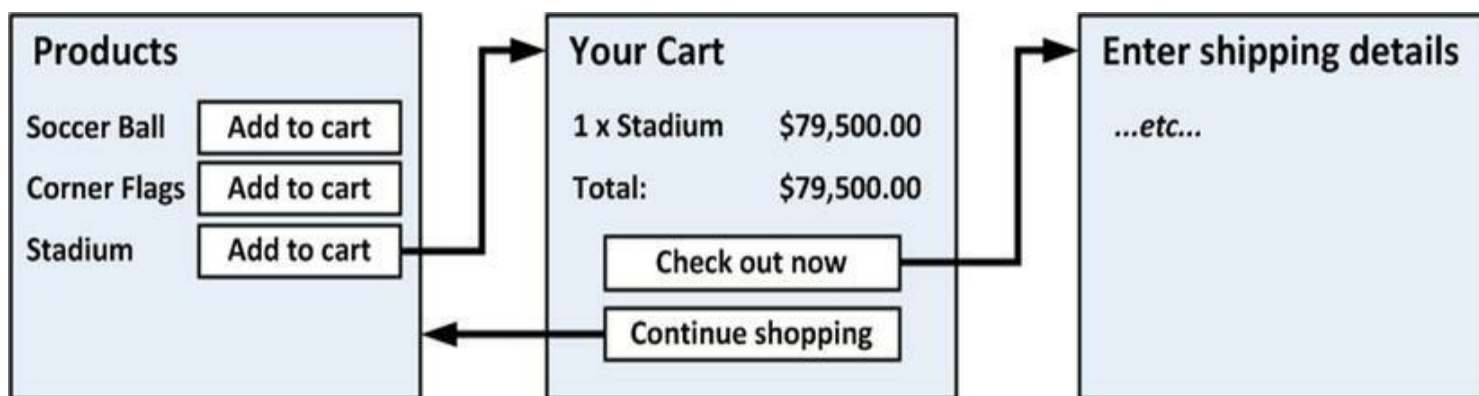 Products
Soccer Ball Add to cart
Corner Flags Add to cart
Stadium Add to cart
Your Cart
1 x Stadium $79,500.00
Total: $79,500.00
Check out now
Continue shopping
Enter shipping details
...etc...